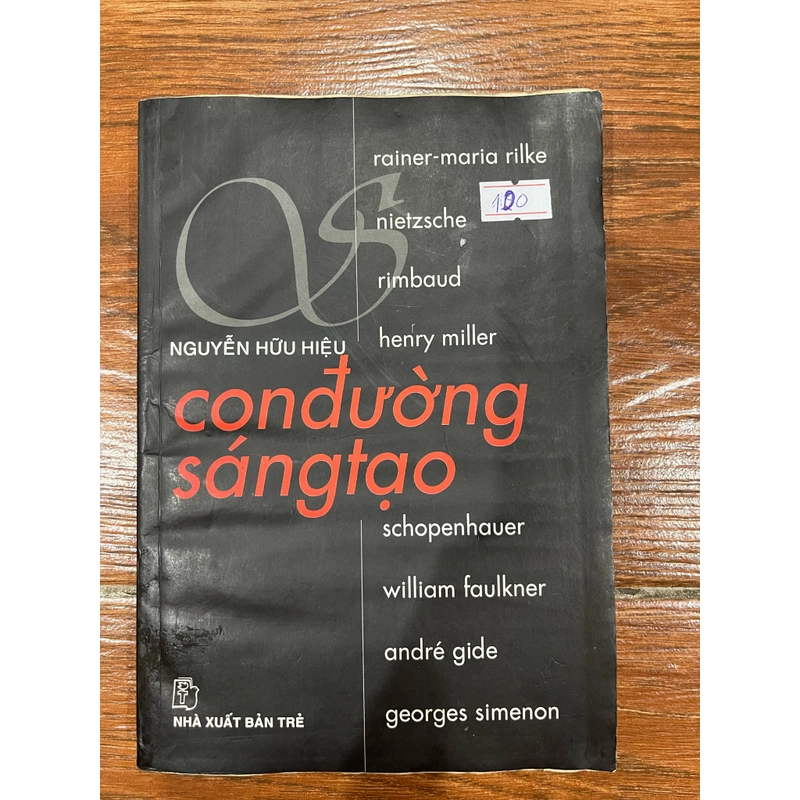 rainer-maria rilke
100
nietzsche
rimbaud
henry miller
NGUYỄN HỮU HIỆU
conđường
sángtạo
schopenhauer
william faulkner
andré gide
georges simenon
NHÀ XUẤT BẢN TRẺ